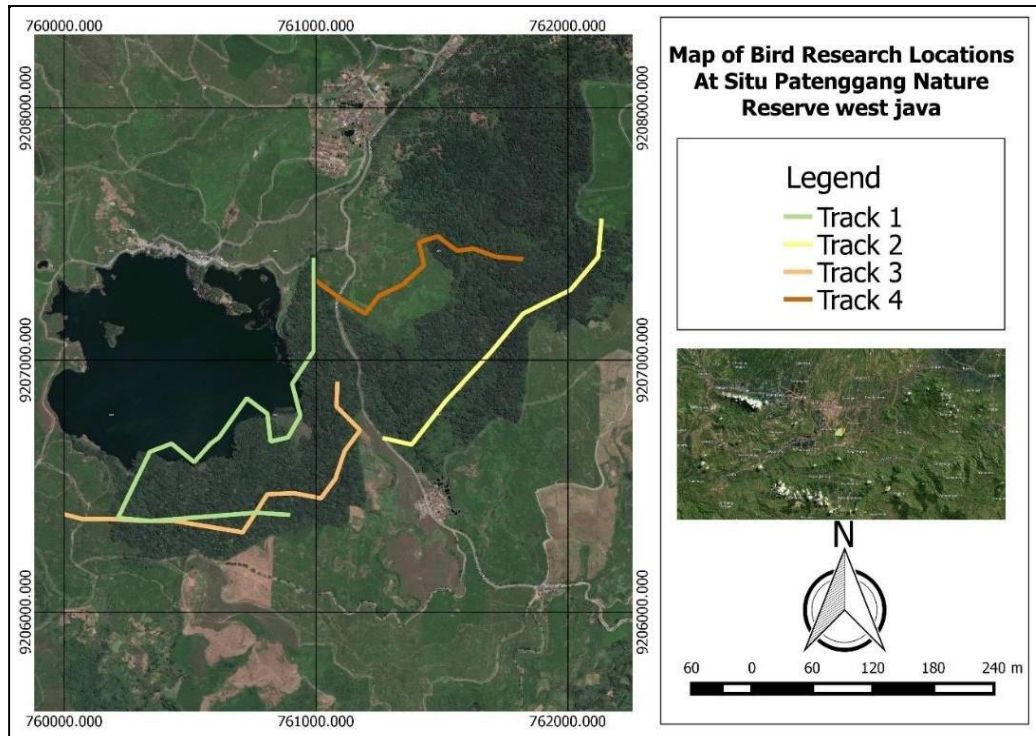 760000.000
761000.000
762000.000
9208000.000
9208000.000
9207000.000
9207000.000
9206000.000
9206000.000
760000.000
761000.000
762000.000
Map of Bird Research Locations
At Situ Patenggang Nature
Reserve west java
Legend
Track 1
Track 2
Track 3
Track 4
N
60 0 60 120 180 240 m